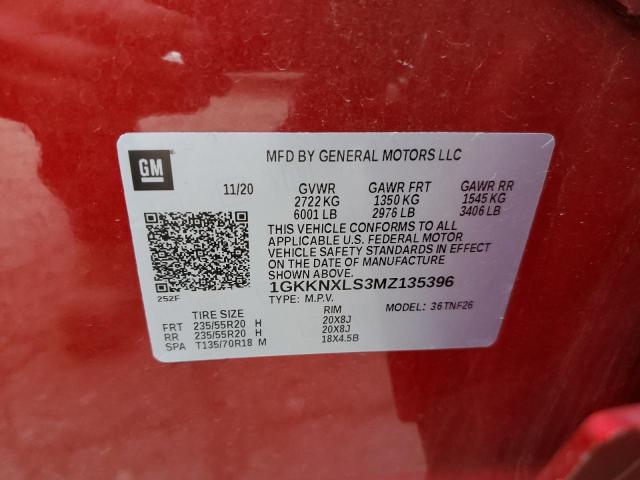 GM
MFD BY GENERAL MOTORS LLC
11/20 GVWR GAWR FRT GAWR RR
2722 KG 1350 KG 1545 KG
6001 LB 2976 LB 3406 LB
THIS VEHICLE CONFORMS TO ALL
APPLICABLE U.S. FEDERAL MOTOR
VEHICLE SAFETY STANDARDS IN EFFECT
ON THE DATE OF MANUFACTURE
SHOWN ABOVE.
252F
1GKKNXLS3MZ135396
TYPE: M.P.V. MODEL: 36TNF26
TIRE SIZE RIM
FRT 235/55R20 H 20X8J
RR 235/55R20 H 20X8J
SPA T135/70R18 M 18X4.5B